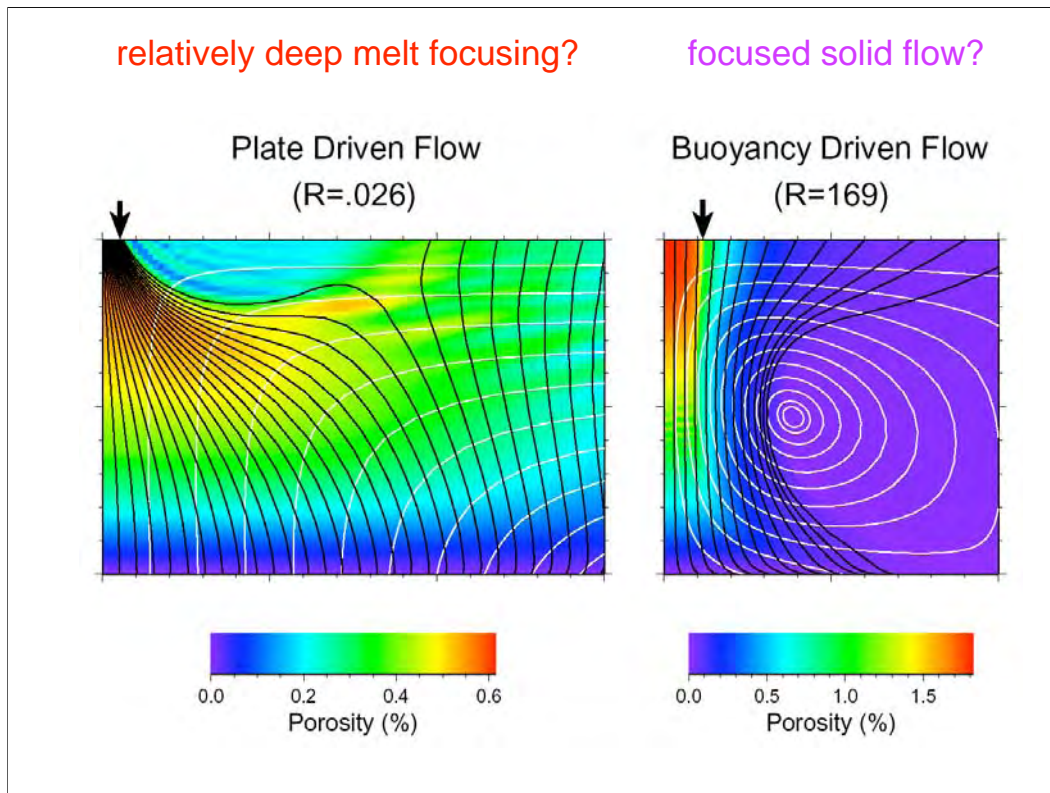 relatively deep melt focusing?
focused solid flow?
Plate Driven Flow
(R=.026)
Buoyancy Driven Flow
(R=169)
0.0 0.2 0.4 0.6
Porosity (%)
0.0 0.5 1.0 1.5
Porosity (%)